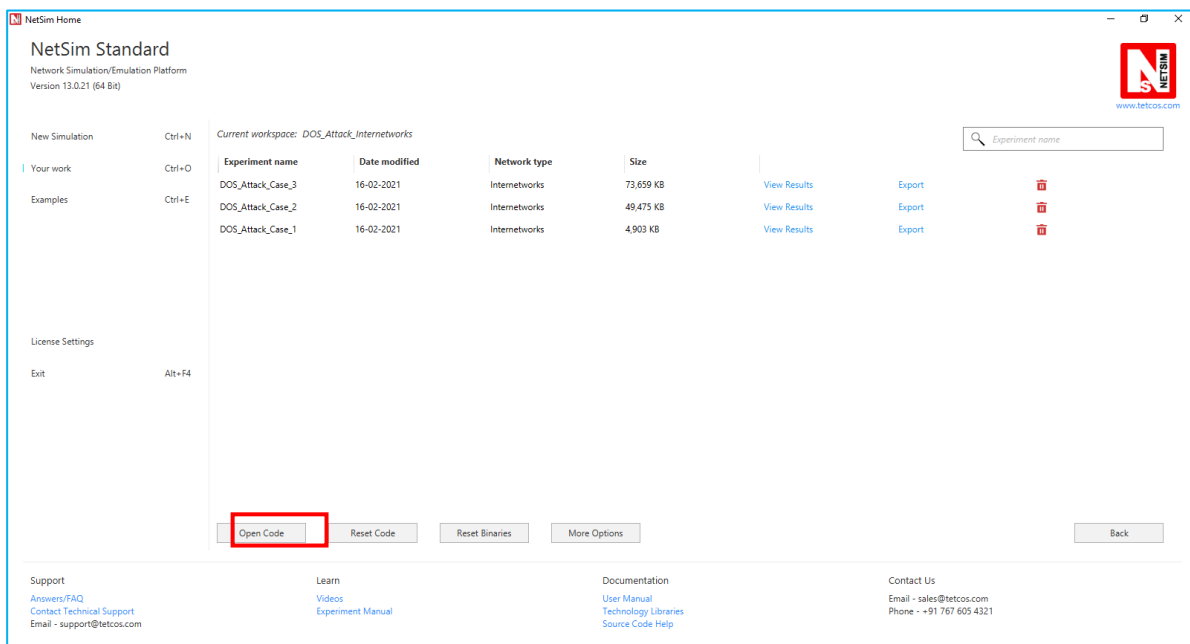 NetSim Home
NetSim Standard
Network Simulation/Emulation Platform
Version 13.0.21 (64 Bit)
NETSIM
www.tetcos.com
New Simulation Ctrl+N
Your work Ctrl+O
Examples Ctrl+E
License Settings
Exit Alt+F4
Current workspace: DOS_Attack_Internetworks
Experiment name
Experiment name Date modified Network type Size
DOS_Attack_Case_3 16-02-2021 Internetworks 73,659 KB View Results Export
DOS_Attack_Case_2 16-02-2021 Internetworks 49,475 KB View Results Export
DOS_Attack_Case_1 16-02-2021 Internetworks 4,903 KB View Results Export
Open Code Reset Code Reset Binaries More Options Back
Support
Answers/FAQ
Contact Technical Support
Email - support@tetcos.com
Learn
Videos
Experiment Manual
Documentation
User Manual
Technology Libraries
Source Code Help
Contact Us
Email - sales@tetcos.com
Phone - +91 767 605 4321